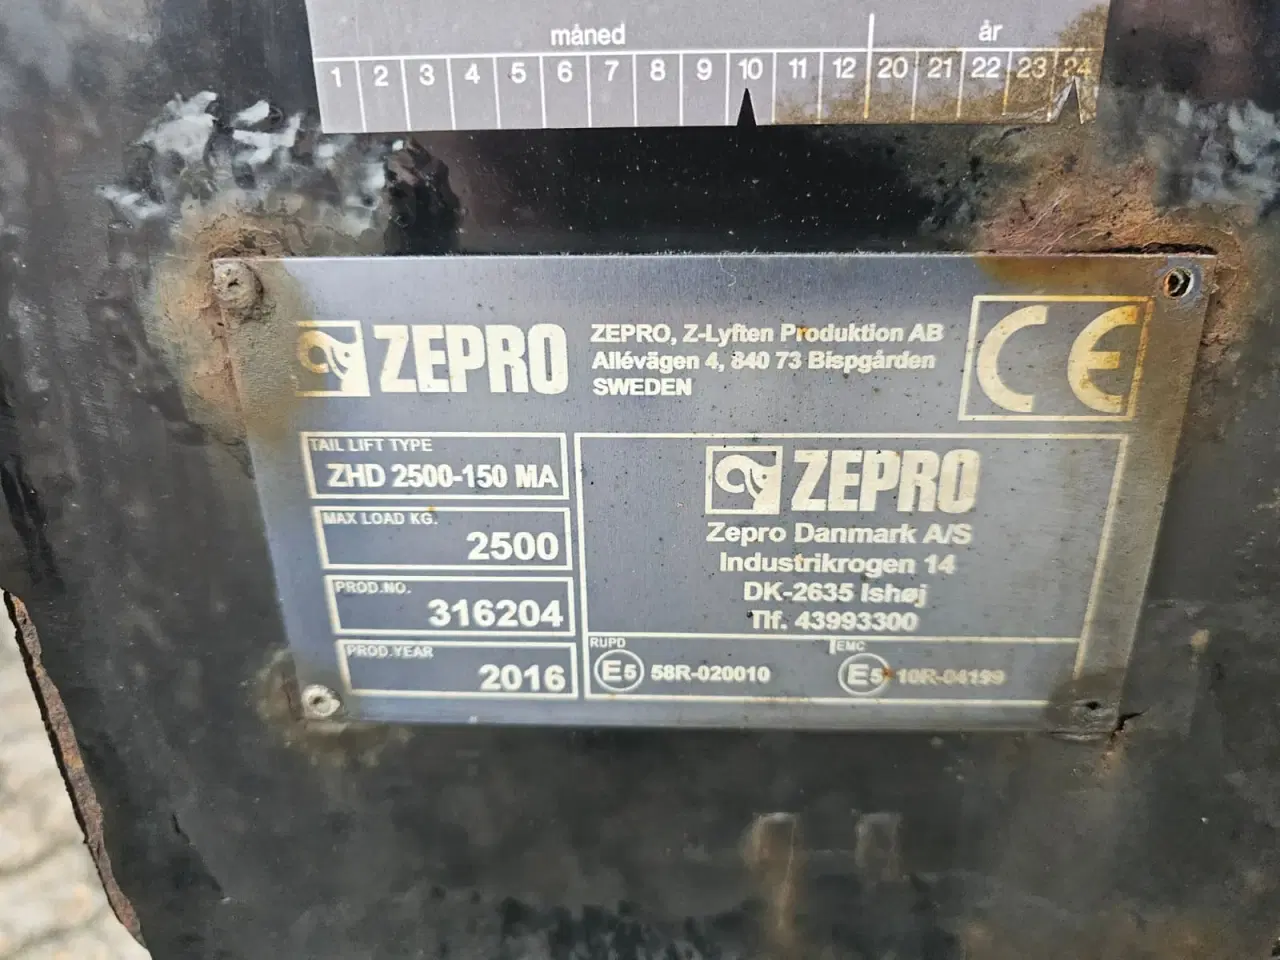 måned år
1 2 3 4 5 6 7 8 9 10 11 12 20 21 22 23 24
ZEPRO
ZEPRO, Z-Lyften Produktion AB
Allévägen 4, 840 73 Bispgården
SWEDEN
CE
TAIL LIFT TYPE
ZHD 2500-150 MA
MAX LOAD KG.
2500
PROD.NO.
316204
PROD.YEAR
2016
ZEPRO
Zepro Danmark A/S
Industrikrogen 14
DK-2635 Ishøj
Tlf. 43993300
RUPD
E5 58R-020010
EMC
E5 10R-04199